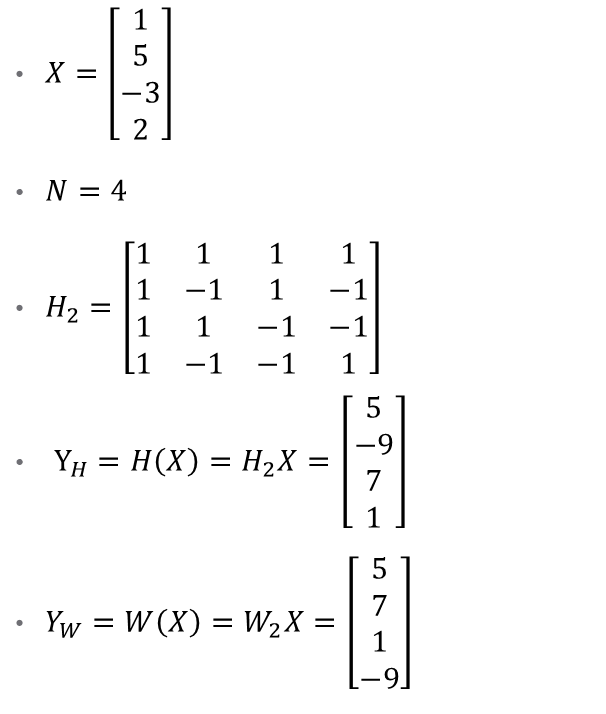 • X = [1
5
−3
2]
• N = 4
• H₂ = [1 1 1 1
1 −1 1 −1
1 1 −1 −1
1 −1 −1 1]
• Y_H = H(X) = H₂X = [5
−9
7
1]
• Y_W = W(X) = W₂X = [5
7
1
−9]